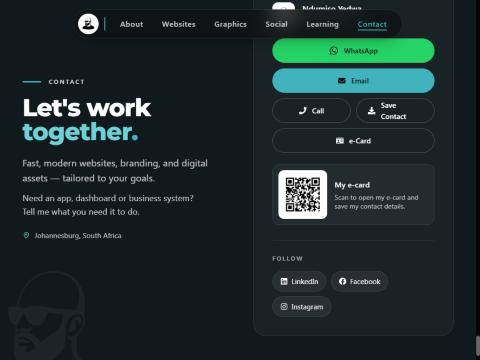 Ndumiso Yedwa
About
Websites
Graphics
Social
Learning
Contact
WhatsApp
Email
Call
Save
Contact
e-Card
CONTACT
Let's work
together.
Fast, modern websites, branding, and digital
assets — tailored to your goals.
Need an app, dashboard or business system?
Tell me what you need it to do.
Johannesburg, South Africa
My e-card
Scan to open my e-card and
save my contact details.
FOLLOW
LinkedIn
Facebook
Instagram